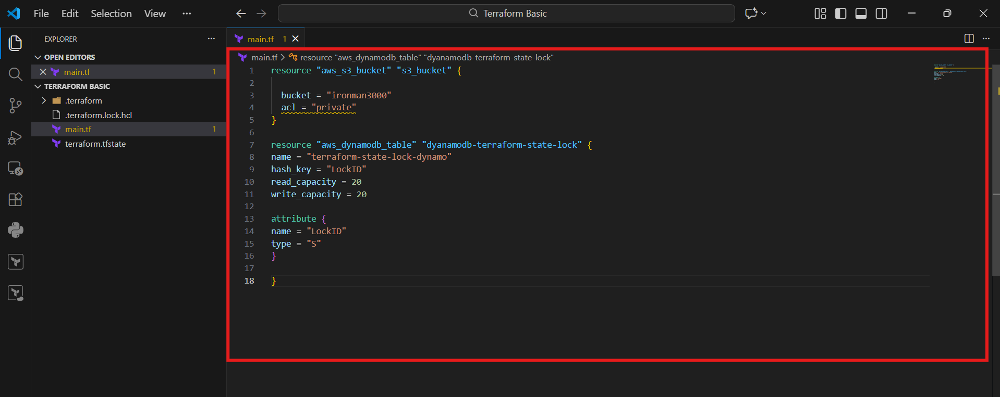 File Edit Selection View ···
Terraform Basic
EXPLORER ···
OPEN EDITORS
main.tf 1
TERRAFORM BASIC
.terraform
.terraform.lock.hcl
main.tf 1
terraform.tfstate
main.tf 1
main.tf > resource "aws_dynamodb_table" "dyanamodb-terraform-state-lock"
1 resource "aws_s3_bucket" "s3_bucket" {
2
3 bucket = "ironman3000"
4 acl = "private"
5 }
6
7 resource "aws_dynamodb_table" "dyanamodb-terraform-state-lock" {
8 name = "terraform-state-lock-dynamo"
9 hash_key = "LockID"
10 read_capacity = 20
11 write_capacity = 20
12
13 attribute {
14 name = "LockID"
15 type = "S"
16 }
17
18 }